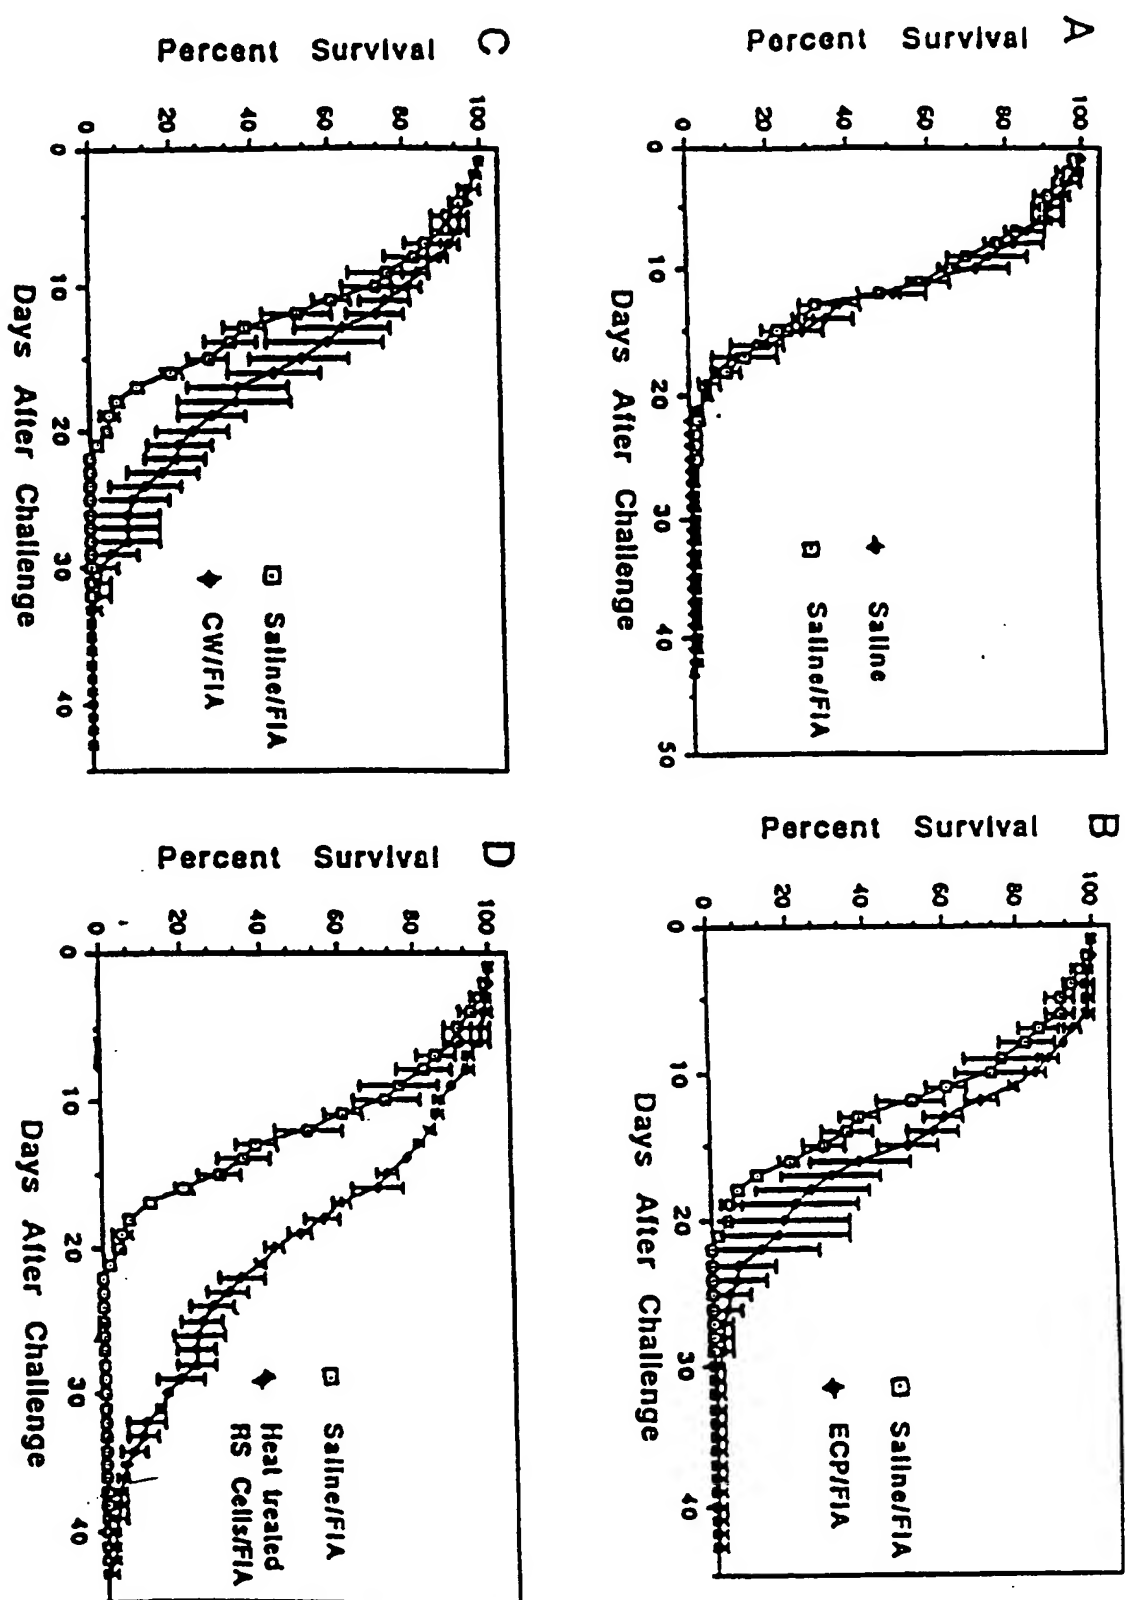 A
Percent Survival
100
80
60
40
20
0
0
10
20
30
40
50
Days After Challenge
Saline
Saline/FIA
B
Percent Survival
100
80
60
40
20
0
0
10
20
30
40
Days After Challenge
Saline/FIA
ECP/FIA
C
Percent Survival
100
80
60
40
20
0
0
10
20
30
40
Days After Challenge
Saline/FIA
CW/FIA
D
Percent Survival
100
80
60
40
20
0
0
10
20
30
40
Days After Challenge
Saline/FIA
Heat treated
RS Cells/FIA